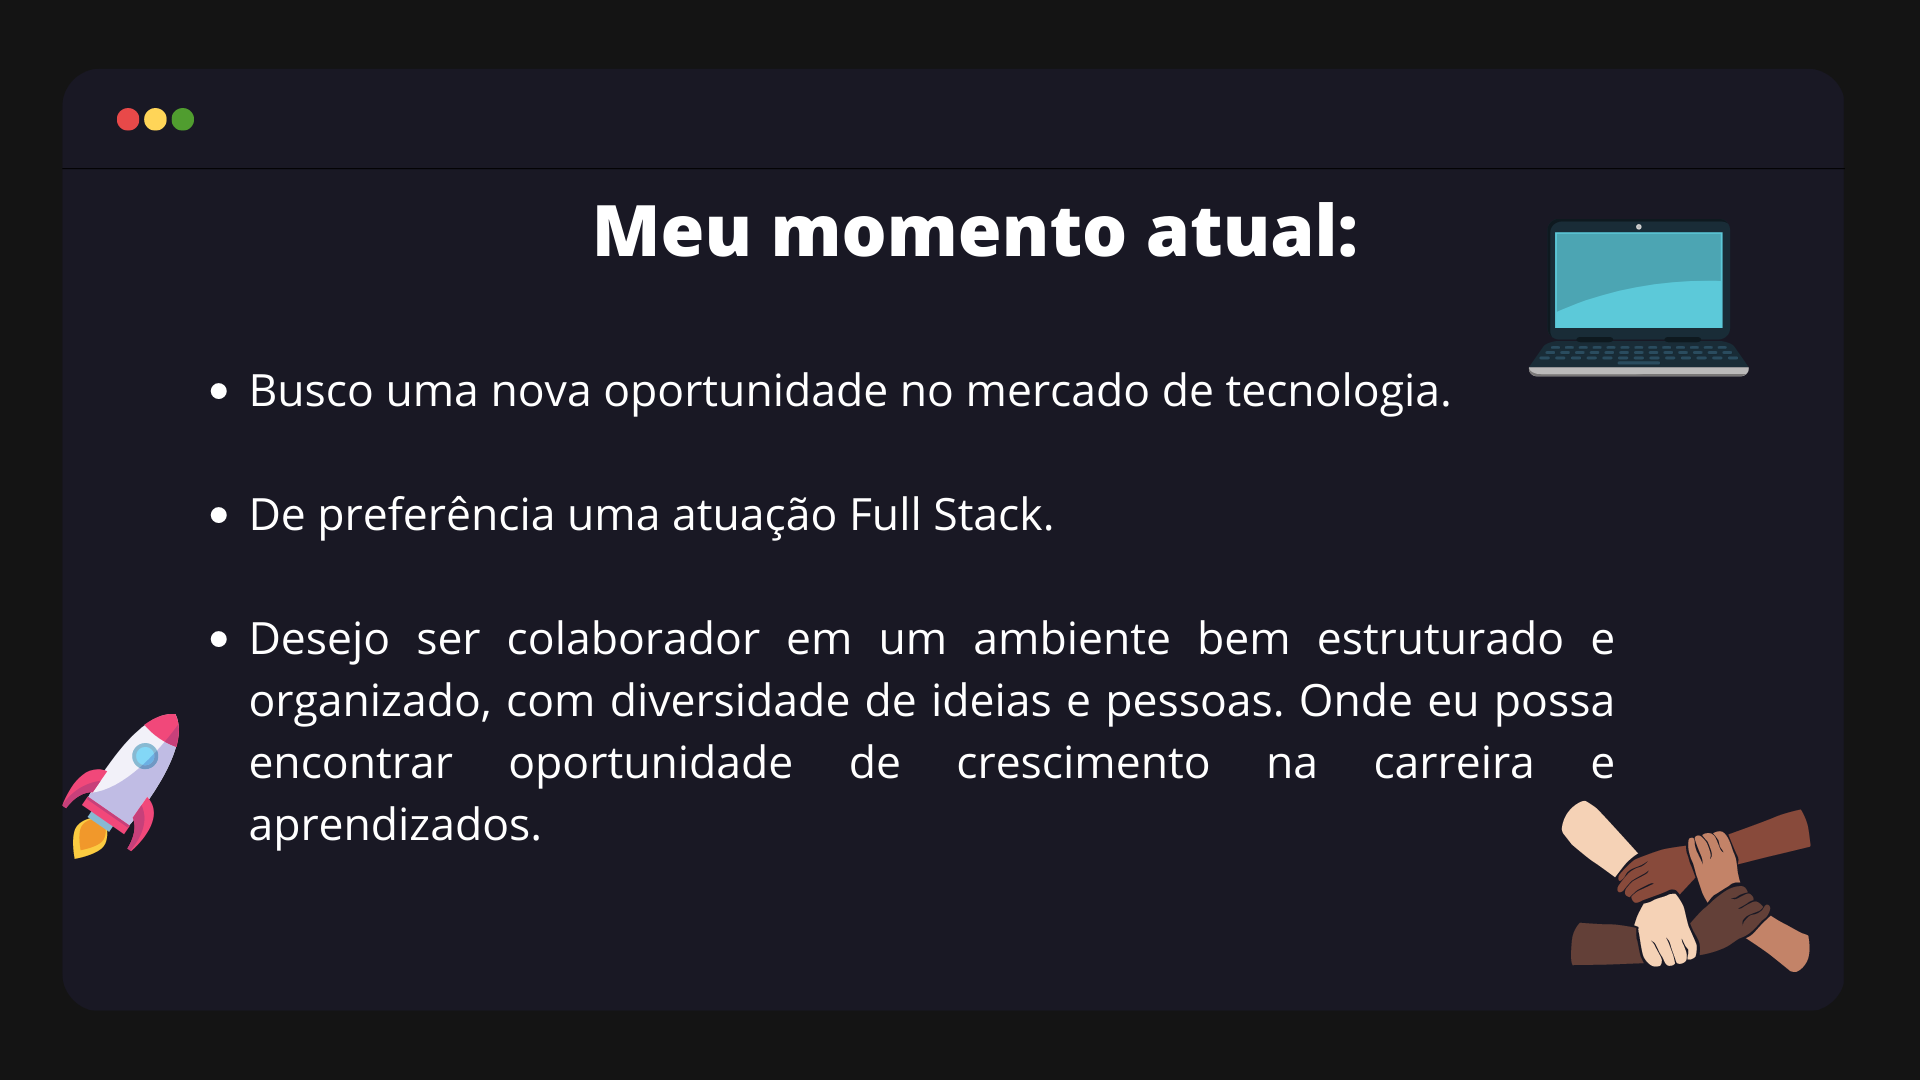 Meu momento atual:
Busco uma nova oportunidade no mercado de tecnologia.
De preferência uma atuação Full Stack.
Desejo ser colaborador em um ambiente bem estruturado e
organizado, com diversidade de ideias e pessoas. Onde eu possa
encontrar oportunidade de crescimento na carreira e
aprendizados.